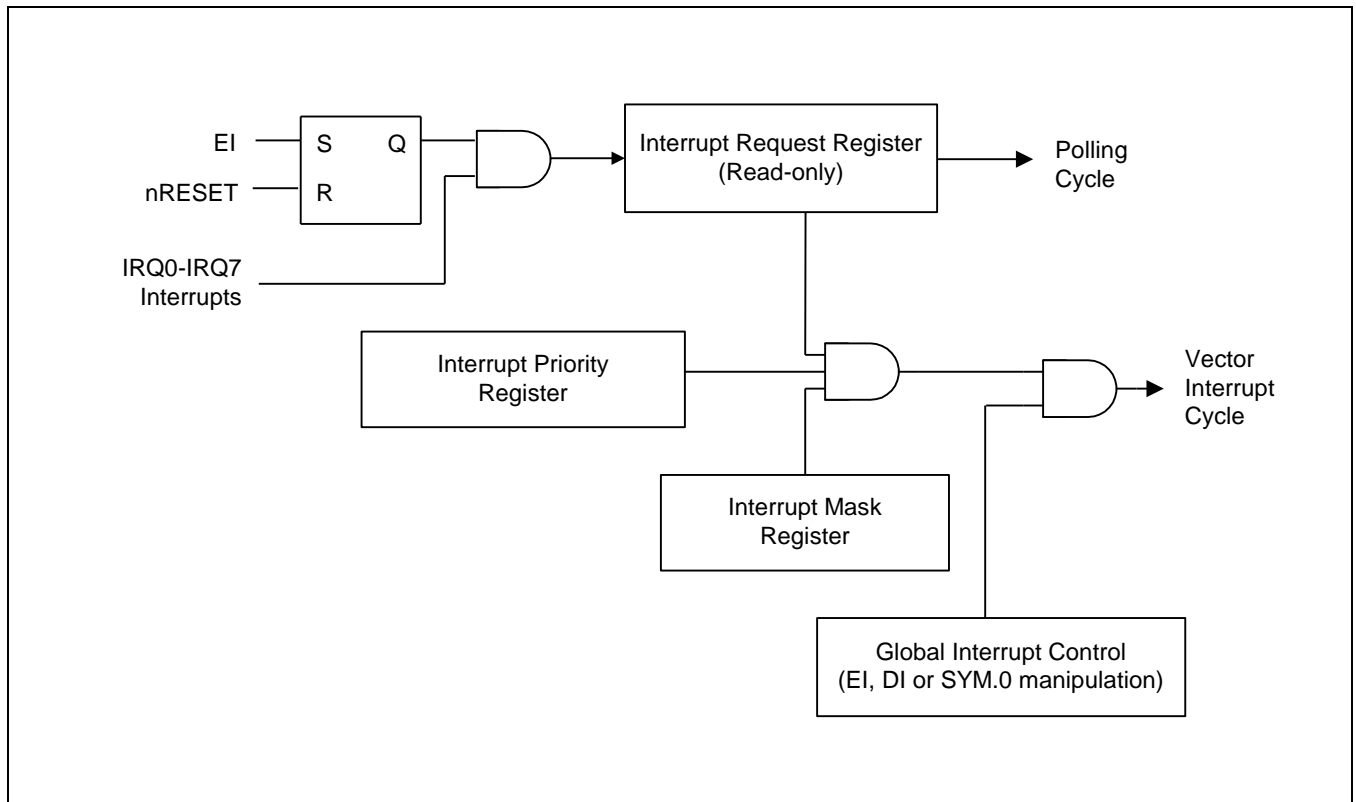 EI
S
Q
nRESET
R
IRQ0-IRQ7
Interrupts
Interrupt Request Register
(Read-only)
Polling
Cycle
Interrupt Priority
Register
Vector
Interrupt
Cycle
Interrupt Mask
Register
Global Interrupt Control
(EI, DI or SYM.0 manipulation)